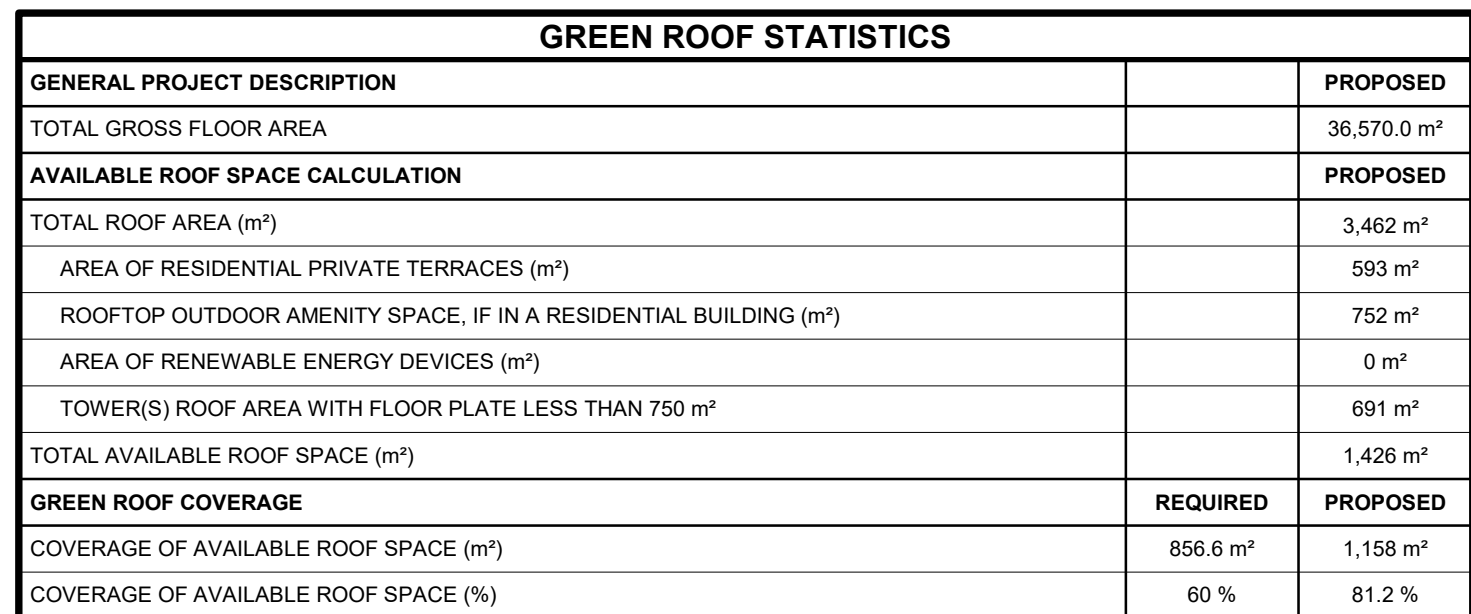 GREEN ROOF STATISTICS
GENERAL PROJECT DESCRIPTION PROPOSED
TOTAL GROSS FLOOR AREA 36,570.0 m²
AVAILABLE ROOF SPACE CALCULATION PROPOSED
TOTAL ROOF AREA (m²) 3,462 m²
AREA OF RESIDENTIAL PRIVATE TERRACES (m²) 593 m²
ROOFTOP OUTDOOR AMENITY SPACE, IF IN A RESIDENTIAL BUILDING (m²) 752 m²
AREA OF RENEWABLE ENERGY DEVICES (m²) 0 m²
TOWER(S) ROOF AREA WITH FLOOR PLATE LESS THAN 750 m² 691 m²
TOTAL AVAILABLE ROOF SPACE (m²) 1,426 m²
GREEN ROOF COVERAGE REQUIRED PROPOSED
COVERAGE OF AVAILABLE ROOF SPACE (m²) 856.6 m² 1,158 m²
COVERAGE OF AVAILABLE ROOF SPACE (%) 60 % 81.2 %